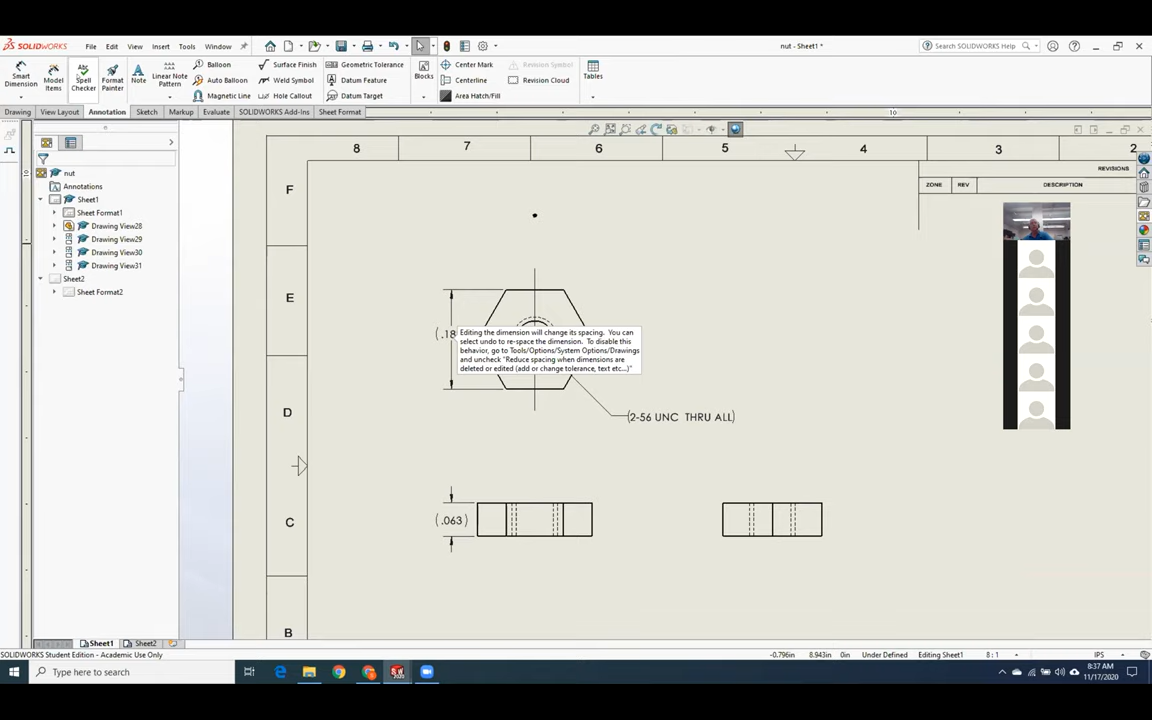 SOLIDWORKS
File
Edit
View
Insert
Tools
Window
nut - Sheet1 *
Search SOLIDWORKS Help
Smart Dimension
Model Items
Spell Checker
Format Painter
Note
Linear Note Pattern
Balloon
Auto Balloon
Magnetic Line
Surface Finish
Weld Symbol
Hole Callout
Geometric Tolerance
Datum Feature
Datum Target
Blocks
Center Mark
Centerline
Area Hatch/Fill
Revision Symbol
Revision Cloud
Tables
Drawing
View Layout
Annotation
Sketch
Markup
Evaluate
SOLIDWORKS Add-Ins
Sheet Format
10
nut
Annotations
Sheet1
Sheet Format1
Drawing View28
Drawing View29
Drawing View30
Drawing View31
Sheet2
Sheet Format2
8
7
6
5
4
3
2
F
E
D
C
B
REVISIONS
ZONE
REV
DESCRIPTION
(.18
Editing the dimension will change its spacing. You can
select undo to re-space the dimension. To disable this
behavior, go to Tools/Options/System Options/Drawings
and uncheck "Reduce spacing when dimensions are
deleted or edited (add or change tolerance, text etc...)"
(2-56 UNC THRU ALL)
(.063)
Sheet1
Sheet2
SOLIDWORKS Student Edition - Academic Use Only
-0.796in
8.943in
0in
Under Defined
Editing Sheet1
8 : 1
IPS
Type here to search
8:37 AM
11/17/2020